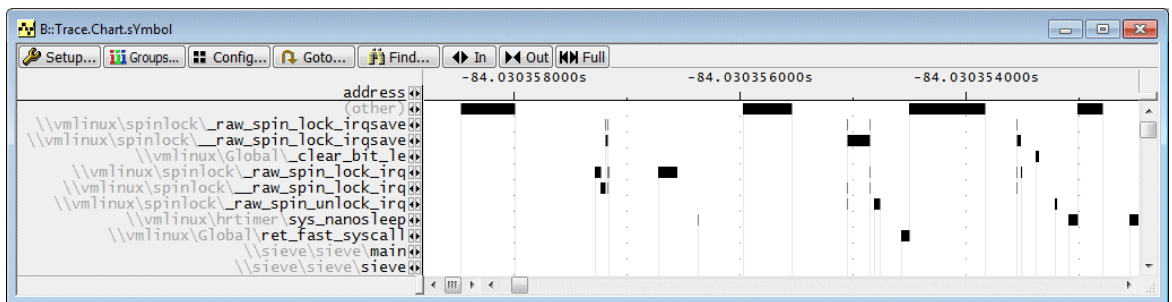 B::Trace.Chart.sYmbol
Setup... Groups... Config... Goto... Find... In Out Full
-84.030358000s -84.030356000s -84.030354000s
address
(other)
\\vmlinux\spinlock\_raw_spin_lock_irqsave
\\vmlinux\spinlock\__raw_spin_lock_irqsave
\\vmlinux\Global\_clear_bit_le
\\vmlinux\spinlock\_raw_spin_lock_irq
\\vmlinux\spinlock\__raw_spin_lock_irq
\\vmlinux\spinlock\_raw_spin_unlock_irq
\\vmlinux\hrtimer\sys_nanosleep
\\vmlinux\Global\ret_fast_syscall
\\sieve\sieve\main
\\sieve\sieve\sieve